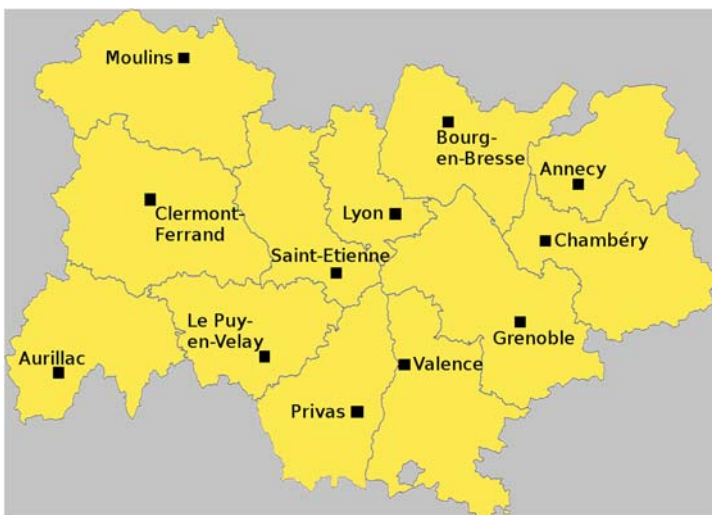 Moulins
Bourg-
en-Bresse
Annecy
Clermont-
Ferrand
Lyon
Chambéry
Saint-Etienne
Le Puy-
en-Velay
Grenoble
Aurillac
Valence
Privas